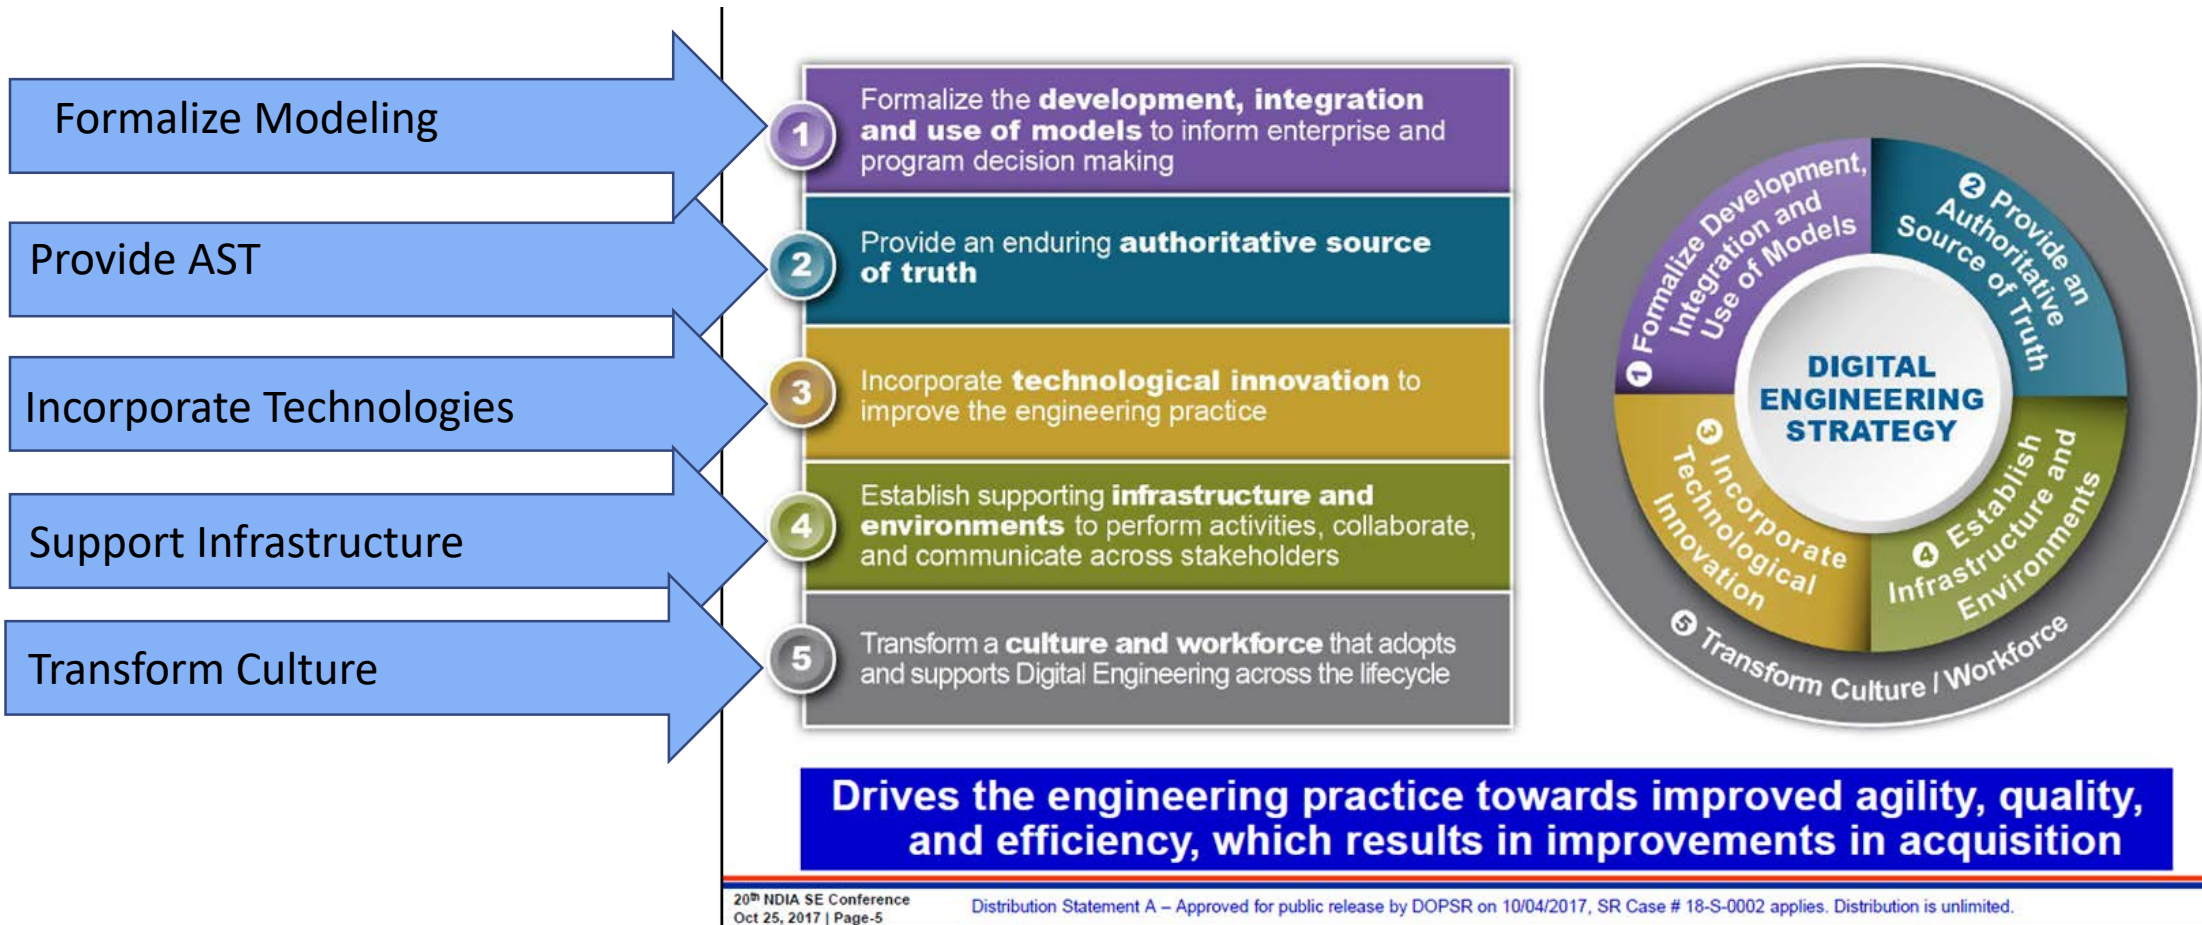 Formalize Modeling
Provide AST
Incorporate Technologies
Support Infrastructure
Transform Culture
1
Formalize the development, integration
and use of models to inform enterprise and
program decision making
2
Provide an enduring authoritative source
of truth
3
Incorporate technological innovation to
improve the engineering practice
4
Establish supporting infrastructure and
environments to perform activities, collaborate,
and communicate across stakeholders
5
Transform a culture and workforce that adopts
and supports Digital Engineering across the lifecycle
1 Formalize Development,
Integration and
Use of Models
2 Provide an
Authoritative
Source of Truth
DIGITAL
ENGINEERING
STRATEGY
3 Incorporate
Technological
Innovation
4 Establish
Infrastructure and
Environments
5 Transform Culture / Workforce
Drives the engineering practice towards improved agility, quality,
and efficiency, which results in improvements in acquisition
20th NDIA SE Conference
Oct 25, 2017 | Page-5
Distribution Statement A – Approved for public release by DOPSR on 10/04/2017, SR Case # 18-S-0002 applies. Distribution is unlimited.